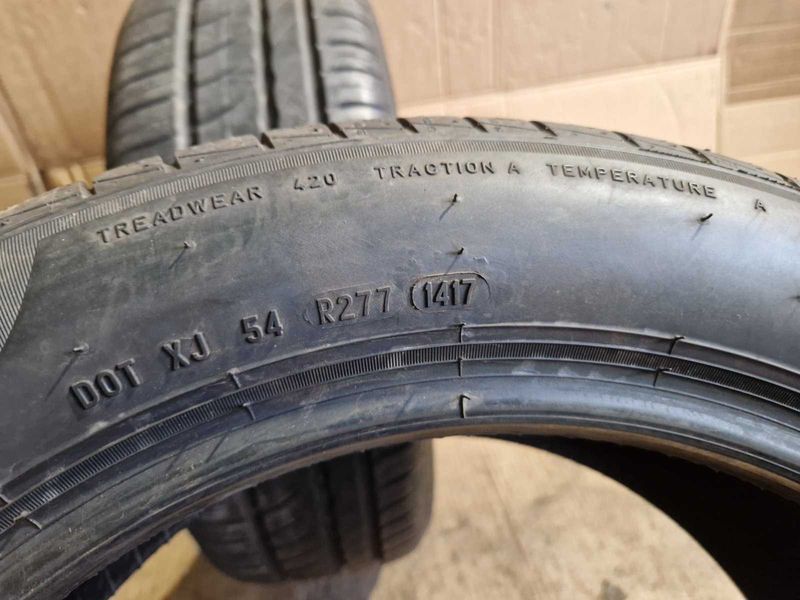 TREADWEAR 420 TRACTION A TEMPERATURE A
DOT XJ 54 R277 1417